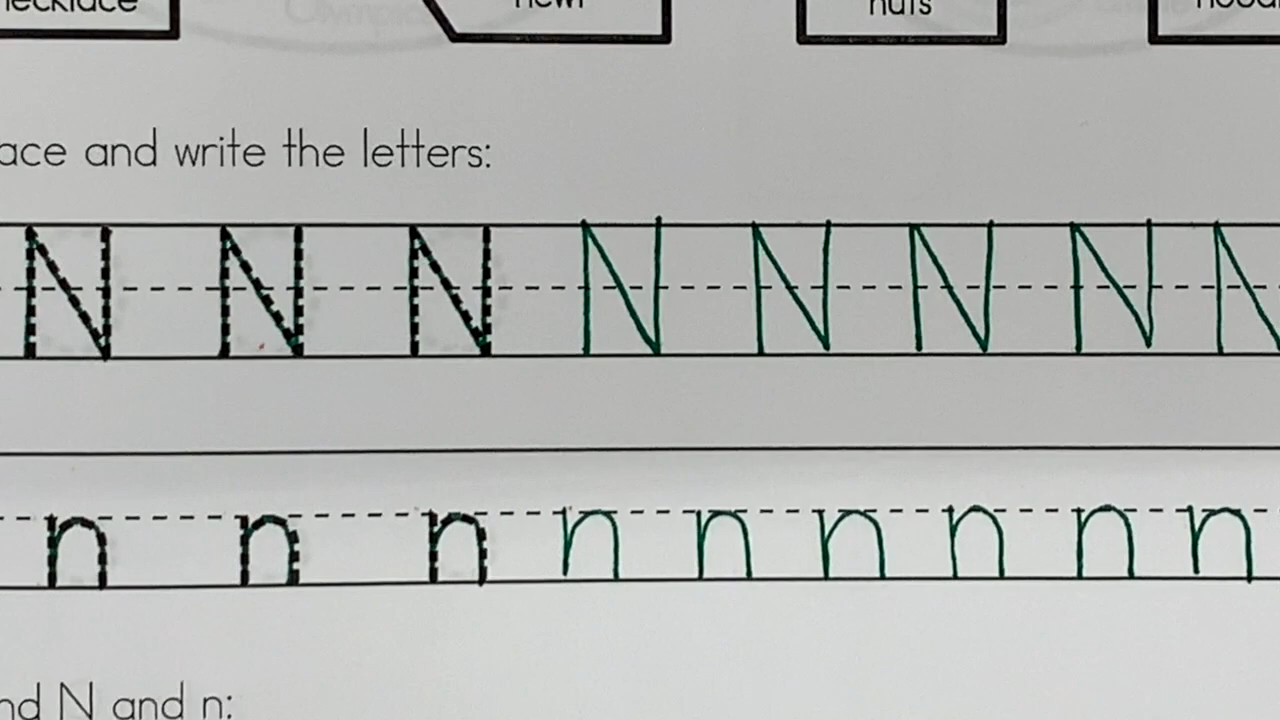 necklace newt nuts
ace and write the letters:
N N N N N N N N
n n n n n n n n n
nd N and n: